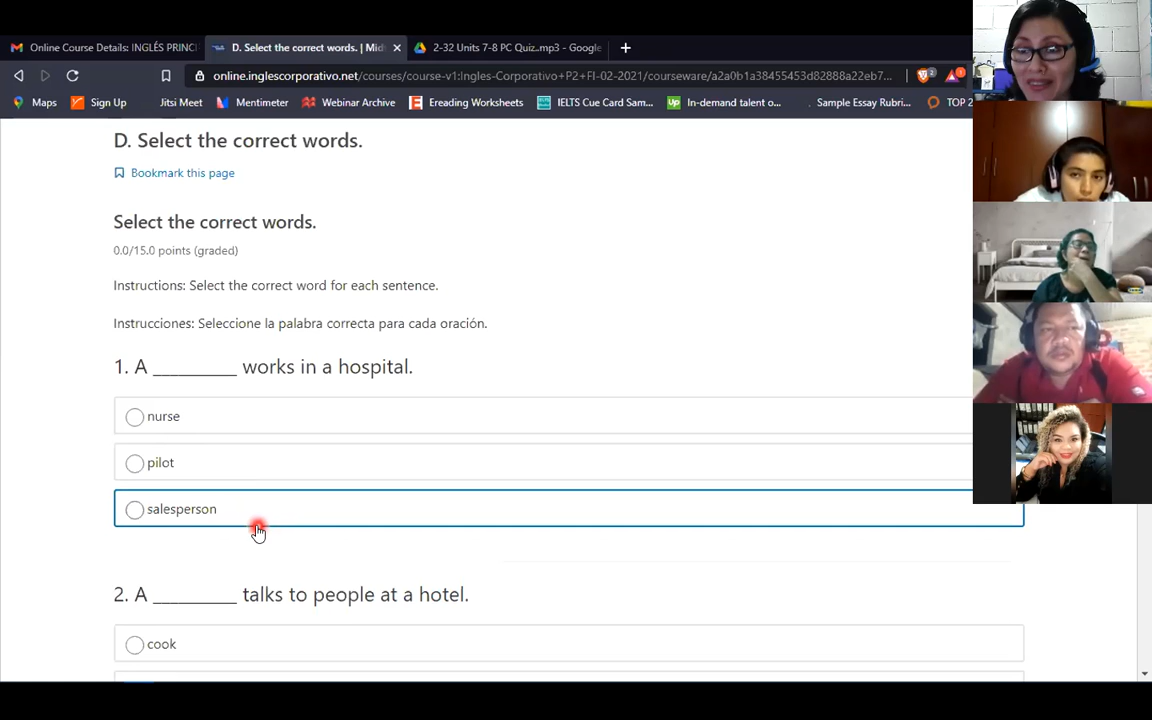 Online Course Details: INGLÉS PRINCI
D. Select the correct words. | Mid
2-32 Units 7-8 PC Quiz..mp3 - Google
online.inglescorporativo.net/courses/course-v1:Ingles-Corporativo+P2+FI-02-2021/courseware/a2a0b1a38455453d82888a22eb7...
Maps
Sign Up
Jitsi Meet
Mentimeter
Webinar Archive
Ereading Worksheets
IELTS Cue Card Sam...
In-demand talent o...
Sample Essay Rubri...
TOP 2
D. Select the correct words.
Bookmark this page
Select the correct words.
0.0/15.0 points (graded)
Instructions: Select the correct word for each sentence.
Instrucciones: Seleccione la palabra correcta para cada oración.
1. A _________ works in a hospital.
nurse
pilot
salesperson
2. A _________ talks to people at a hotel.
cook